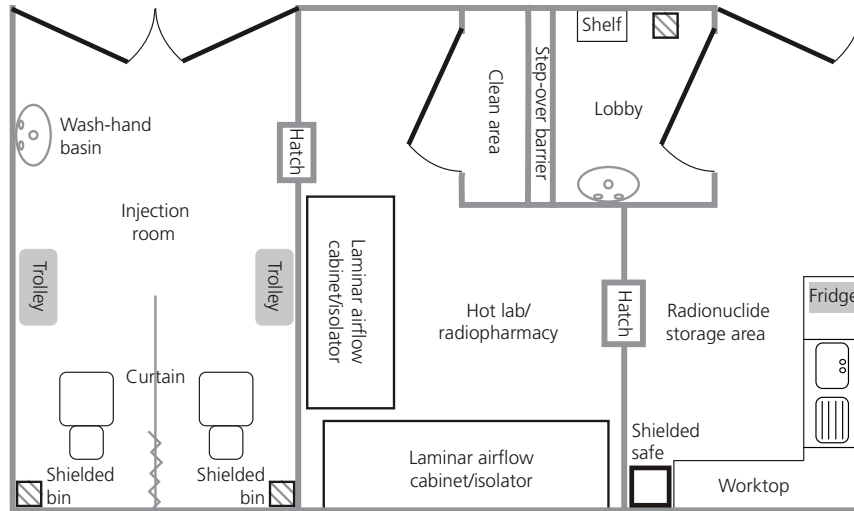 Wash-hand
basin
Injection
room
Trolley
Trolley
Curtain
Shielded
bin
Shielded
bin
Hatch
Laminar airflow
cabinet/isolator
Clean area
Step-over barrier
Shelf
Lobby
Hot lab/
radiopharmacy
Laminar airflow
cabinet/isolator
Hatch
Radionuclide
storage area
Fridge
Shielded
safe
Worktop